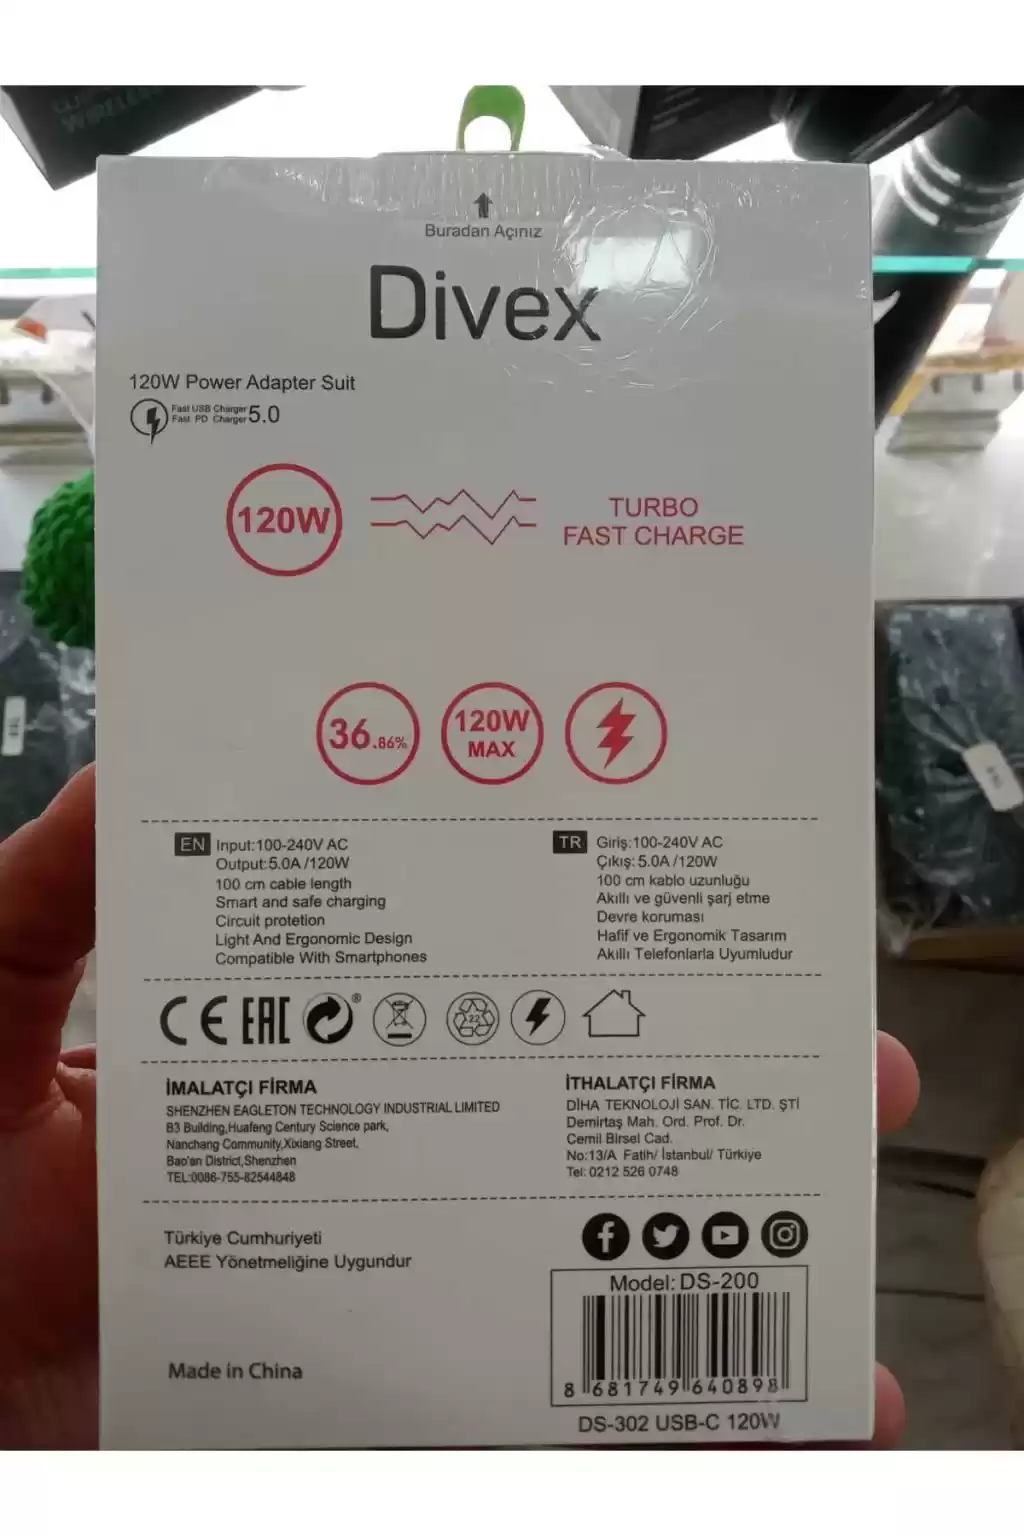 WIRELESS
Buradan Açınız
Divex
120W Power Adapter Suit
Fast USB Charger
Fast PD Charger
5.0
120W
TURBO
FAST CHARGE
36.86%
120W
MAX
EN
Input:100-240V AC
Output:5.0A/120W
100 cm cable length
Smart and safe charging
Circuit protetion
Light And Ergonomic Design
Compatible With Smartphones
TR
Giriş:100-240V AC
Çıkış: 5.0A /120W
100 cm kablo uzunluğu
Akıllı ve güvenli şarj etme
Devre koruması
Hafif ve Ergonomik Tasarım
Akıllı Telefonlarla Uyumludur
CE EAC ®
22
İMALATÇI FİRMA
SHENZHEN EAGLETON TECHNOLOGY INDUSTRIAL LIMITED
B3 Building,Huafeng Century Science park,
Nanchang Community,Xixiang Street,
Bao'an District,Shenzhen
TEL:0086-755-82544848
İTHALATÇI FİRMA
DİHA TEKNOLOJİ SAN. TİC. LTD. ŞTİ
Demirtaş Mah. Ord. Prof. Dr.
Cemil Birsel Cad.
No:13/A Fatih/ İstanbul/ Türkiye
Tel: 0212 526 0748
Türkiye Cumhuriyeti
AEEE Yönetmeliğine Uygundur
Made in China
Model: DS-200
8 681749 640898
DS-302 USB-C 120W